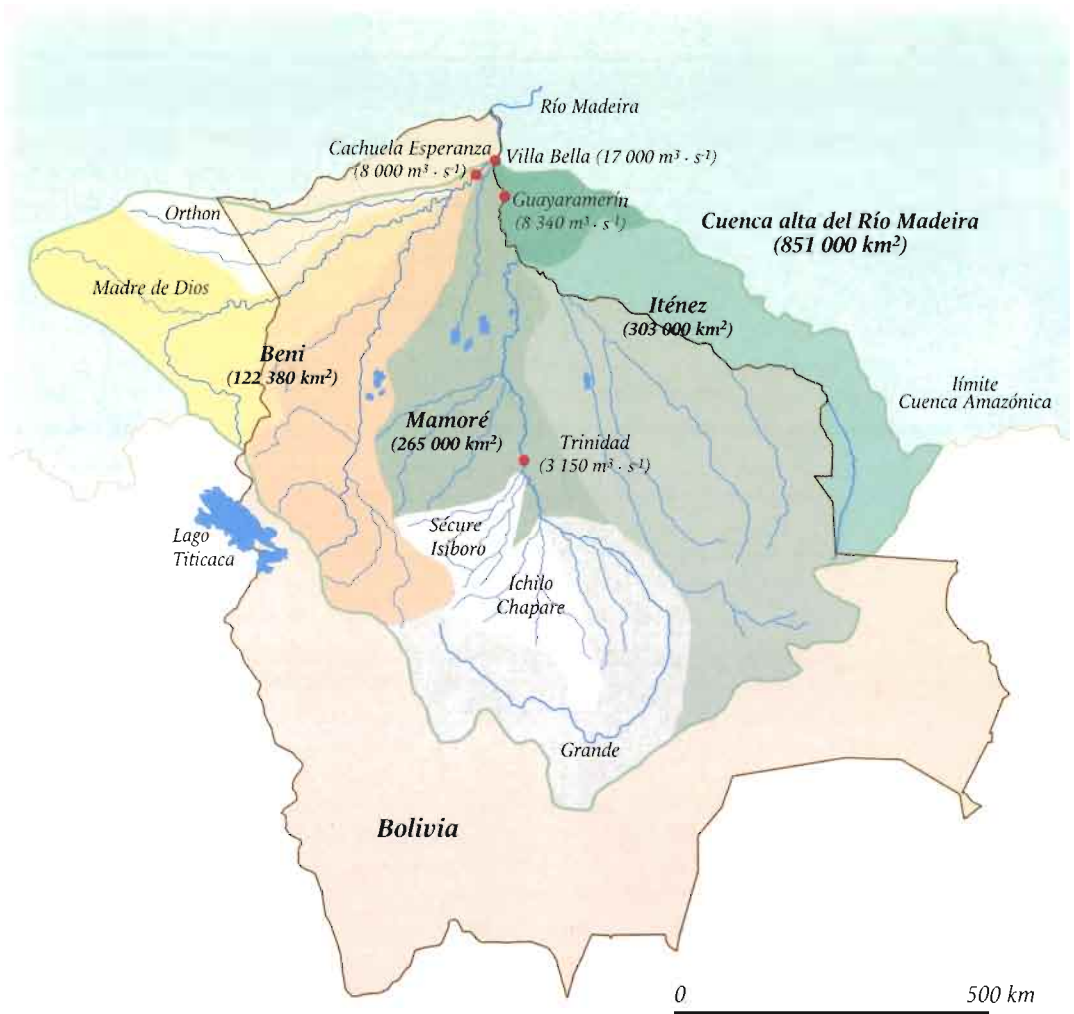 Río Madeira
Cachuela Esperanza
(8 000 m³ · s⁻¹)
Villa Bella (17 000 m³ · s⁻¹)
Guayaramerín
(8 340 m³ · s⁻¹)
Orthon
Cuenca alta del Río Madeira
(851 000 km²)
Madre de Dios
Iténez
(303 000 km²)
Beni
(122 380 km²)
límite
Cuenca Amazónica
Mamoré
(265 000 km²)
Trinidad
(3 150 m³ · s⁻¹)
Sécure
Isiboro
Lago
Titicaca
Ichilo
Chapare
Grande
Bolivia
0 500 km